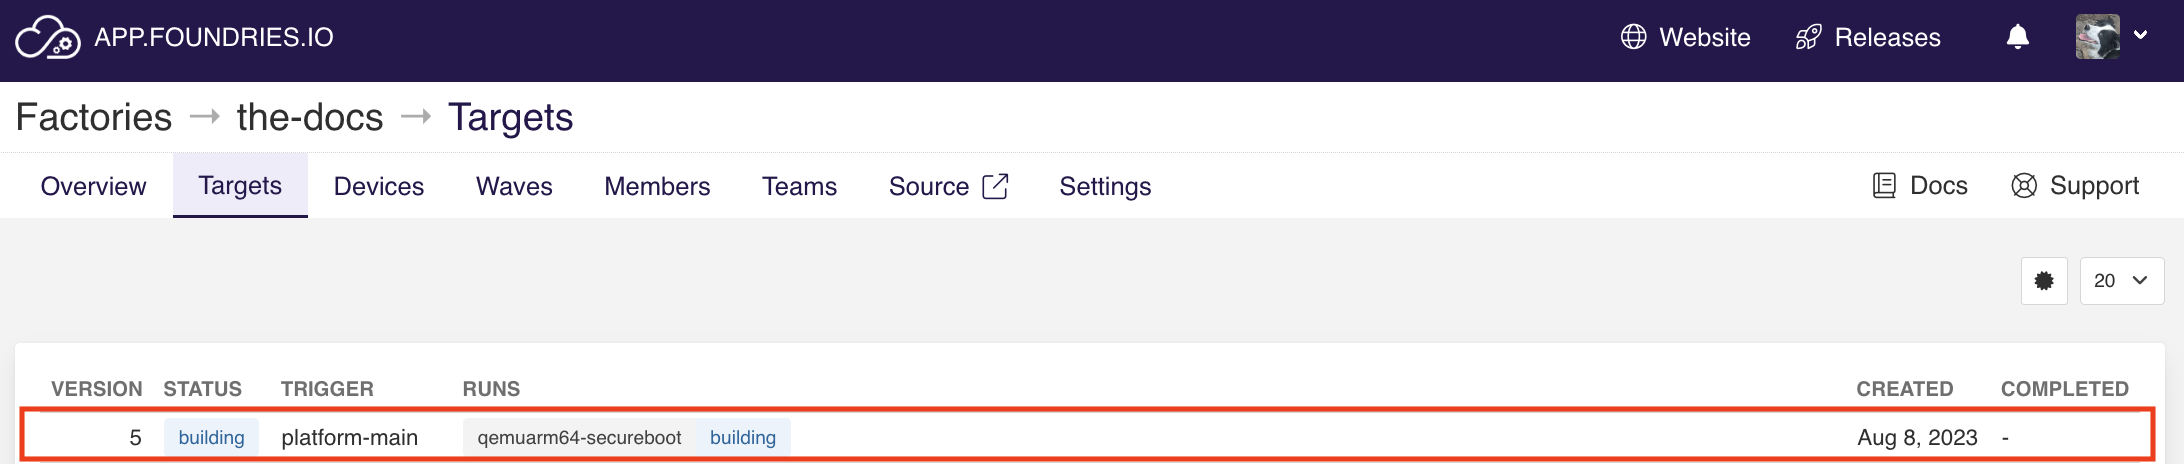 APP.FOUNDRIES.IO Website Releases
Factories → the-docs → Targets
Overview Targets Devices Waves Members Teams Source Settings Docs Support
20
VERSION STATUS TRIGGER RUNS CREATED COMPLETED
5 building platform-main qemuarm64-secureboot building Aug 8, 2023 -